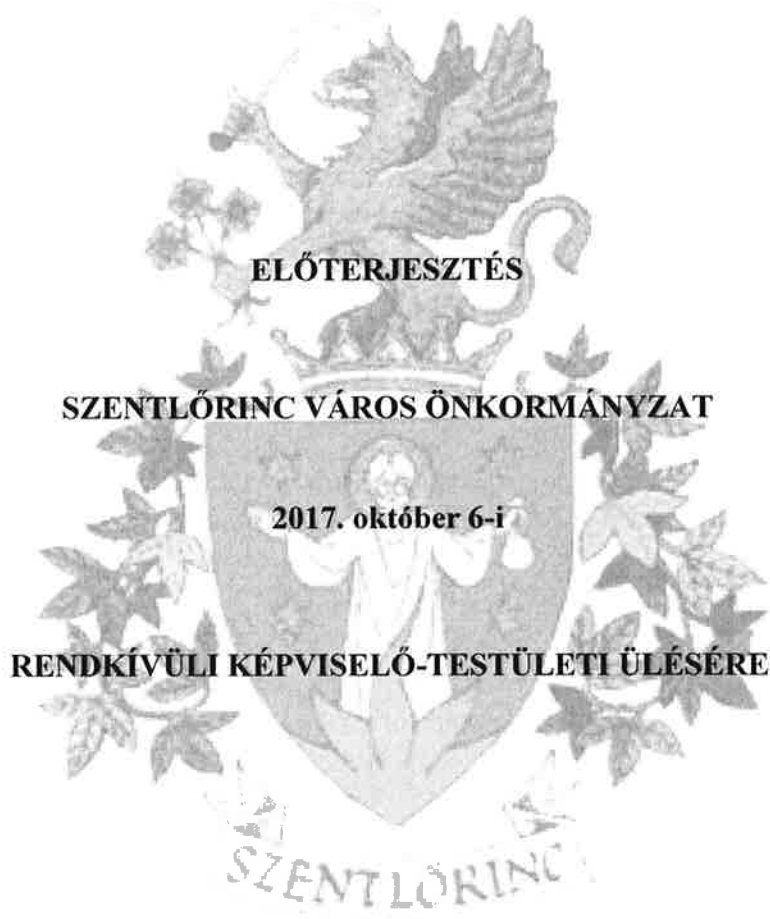 ELŐTERJESZTÉS
SZENTLŐRINC VÁROS ÖNKORMÁNYZAT
2017. október 6-i
RENDKÍVÜLI KÉPVISELŐ-TESTÜLETI ÜLÉSÉRE
SZENTLŐRINC